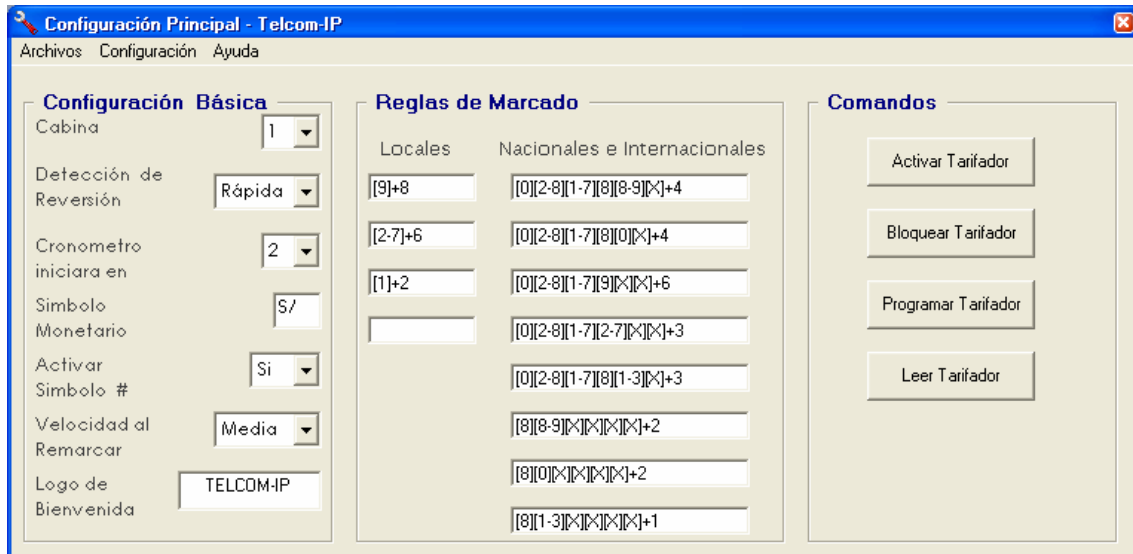 Configuración Principal - Telcom-IP
Archivos Configuración Ayuda
Configuración Básica
Cabina
1
Detección de
Reversión
Rápida
Cronometro
iniciara en
2
Simbolo
Monetario
S/
Activar
Simbolo #
Si
Velocidad al
Remarcar
Media
Logo de
Bienvenida
TELCOM-IP
Reglas de Marcado
Locales
[9]+8
[2-7]+6
[1]+2
Nacionales e Internacionales
[0][2-8][1-7][8][8-9][X]+4
[0][2-8][1-7][8][0][X]+4
[0][2-8][1-7][9][X][X]+6
[0][2-8][1-7][2-7][X][X]+3
[0][2-8][1-7][8][1-3][X]+3
[8][8-9][X][X][X][X]+2
[8][0][X][X][X][X]+2
[8][1-3][X][X][X][X]+1
Comandos
Activar Tarifador
Bloquear Tarifador
Programar Tarifador
Leer Tarifador